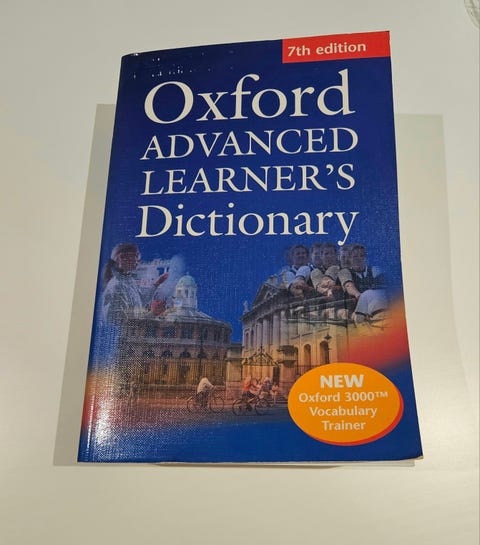 7th edition
Oxford
ADVANCED
LEARNER'S
Dictionary
NEW
Oxford 3000™
Vocabulary
Trainer